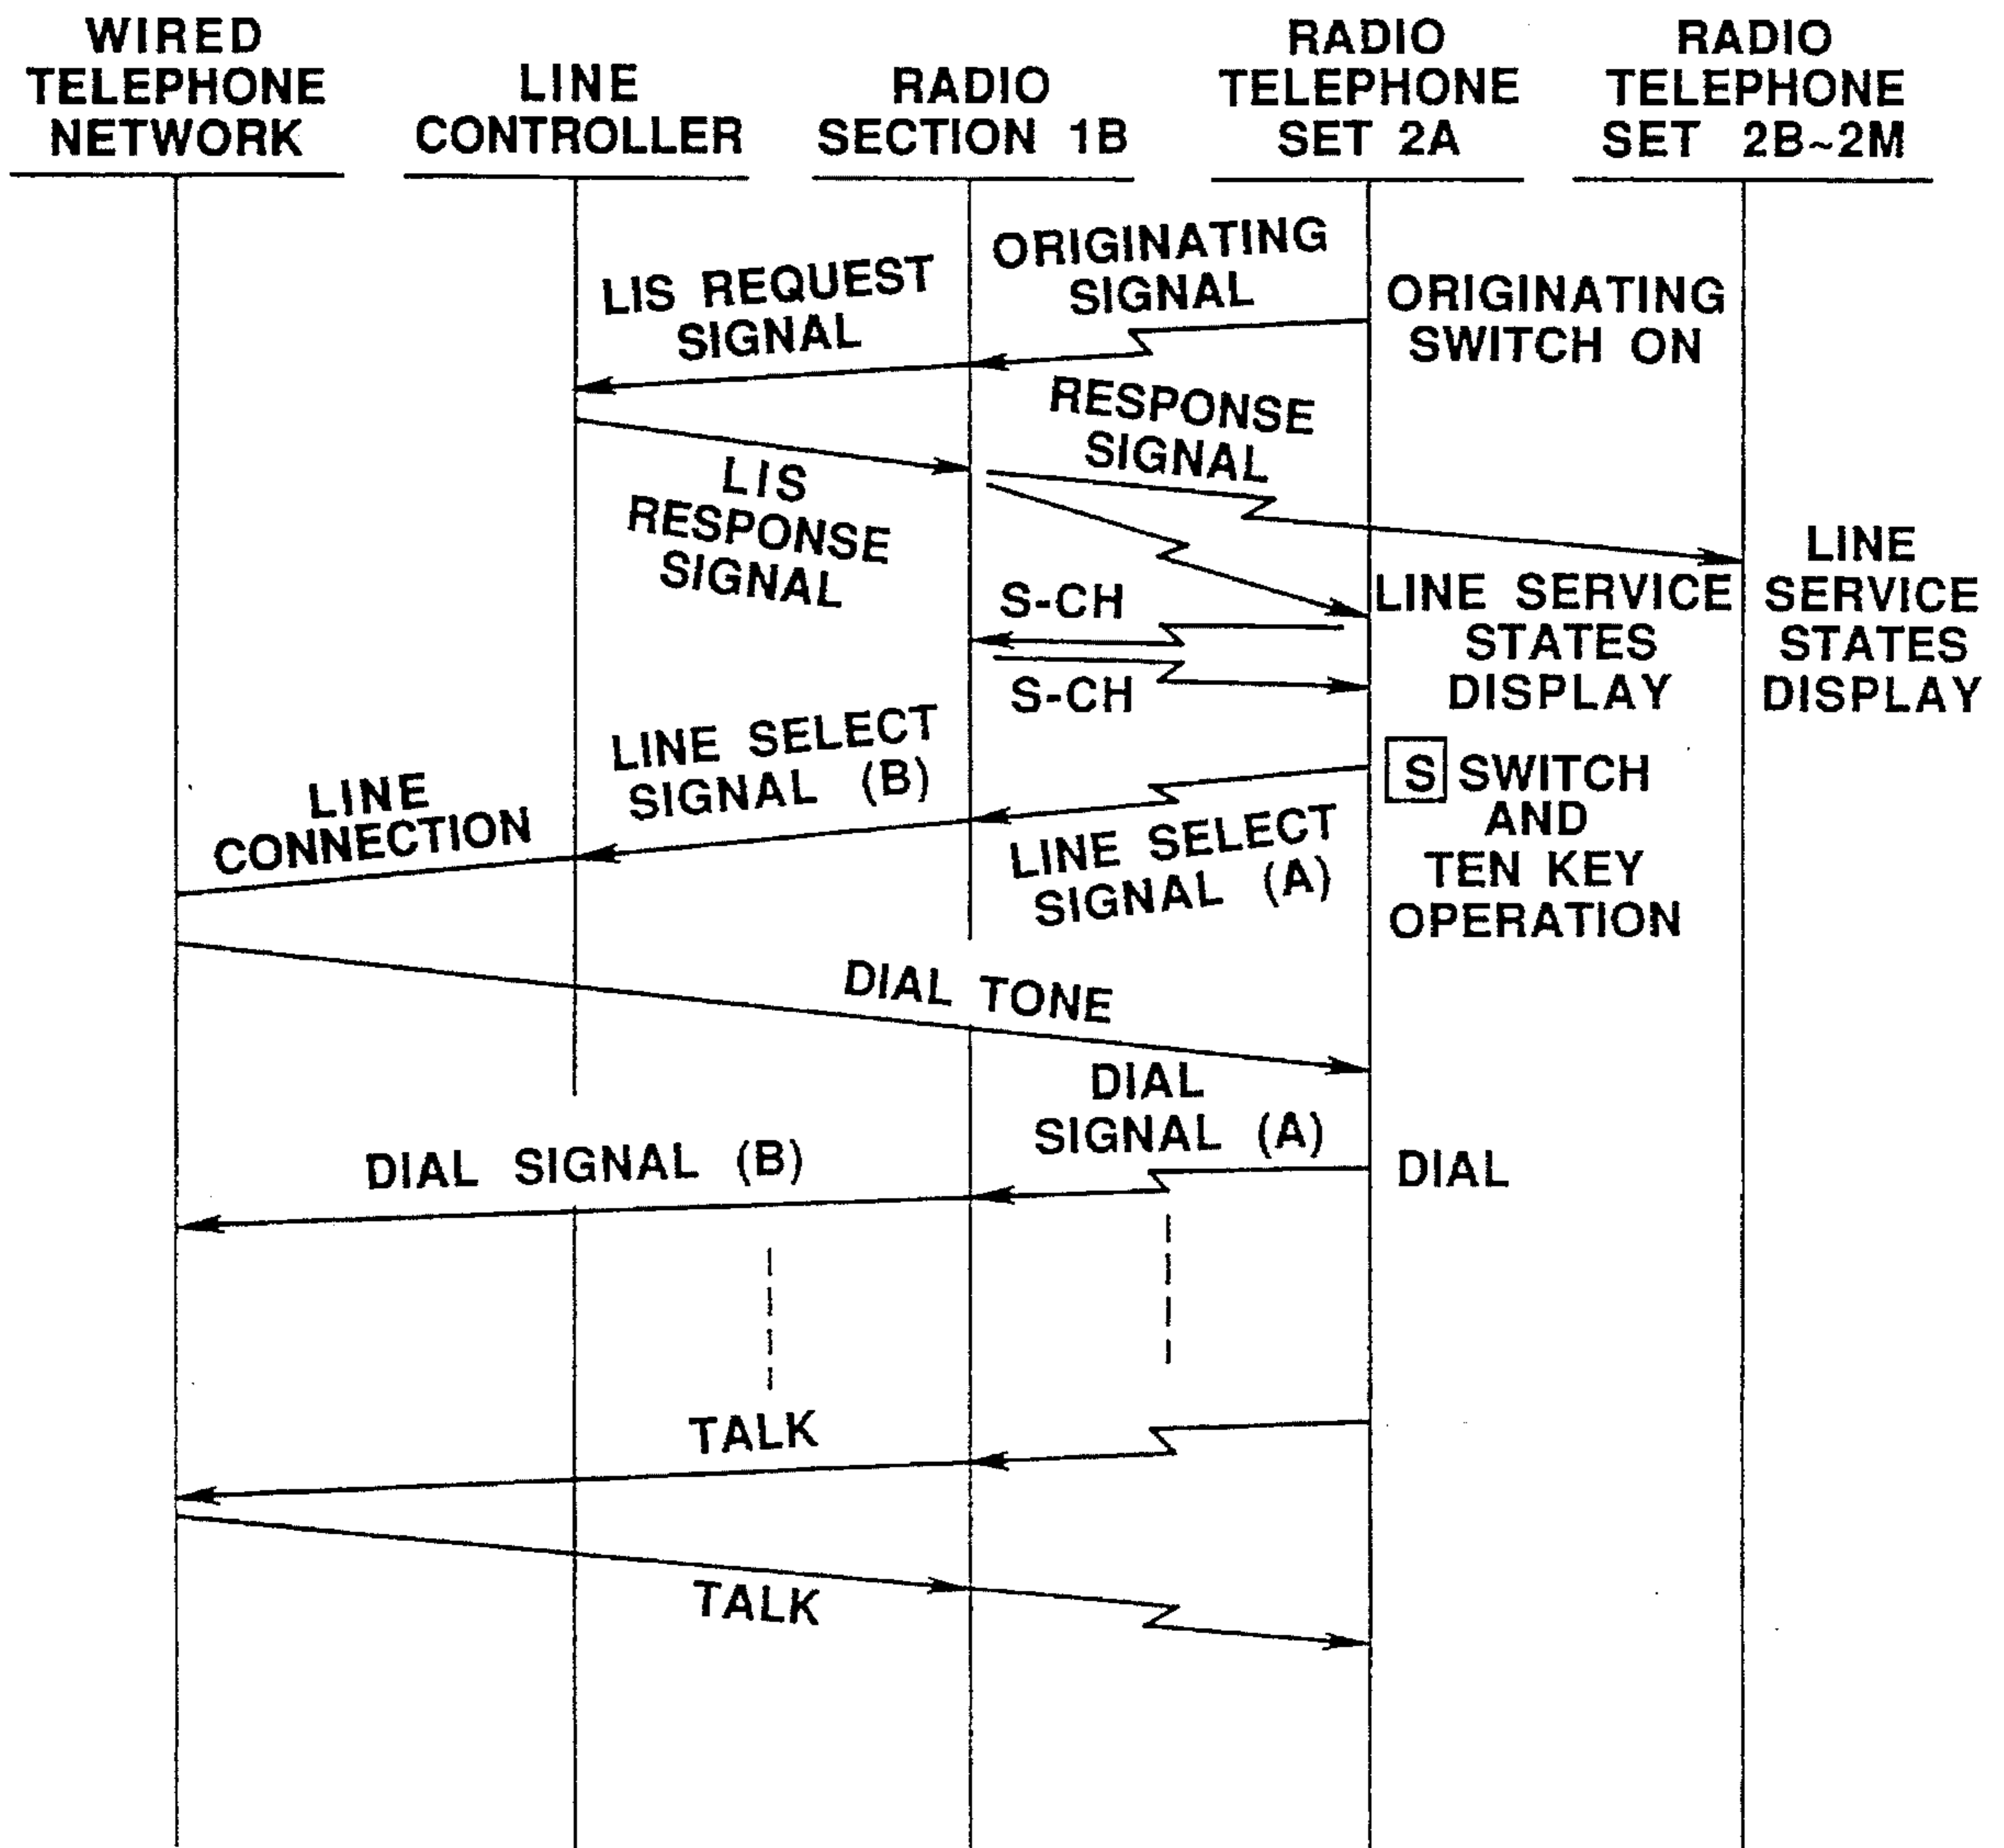 WIRED
TELEPHONE
NETWORK
LINE
CONTROLLER
RADIO
SECTION 1B
RADIO
TELEPHONE
SET 2A
RADIO
TELEPHONE
SET 2B~2M
ORIGINATING
SIGNAL
LIS REQUEST
SIGNAL
ORIGINATING
SWITCH ON
RESPONSE
SIGNAL
LIS
RESPONSE
SIGNAL
S-CH
S-CH
LINE SERVICE
STATES
DISPLAY
LINE
SERVICE
STATES
DISPLAY
LINE SELECT
SIGNAL (B)
LINE
CONNECTION
LINE SELECT
SIGNAL (A)
S SWITCH
AND
TEN KEY
OPERATION
DIAL TONE
DIAL
SIGNAL (A)
DIAL SIGNAL (B)
DIAL
TALK
TALK